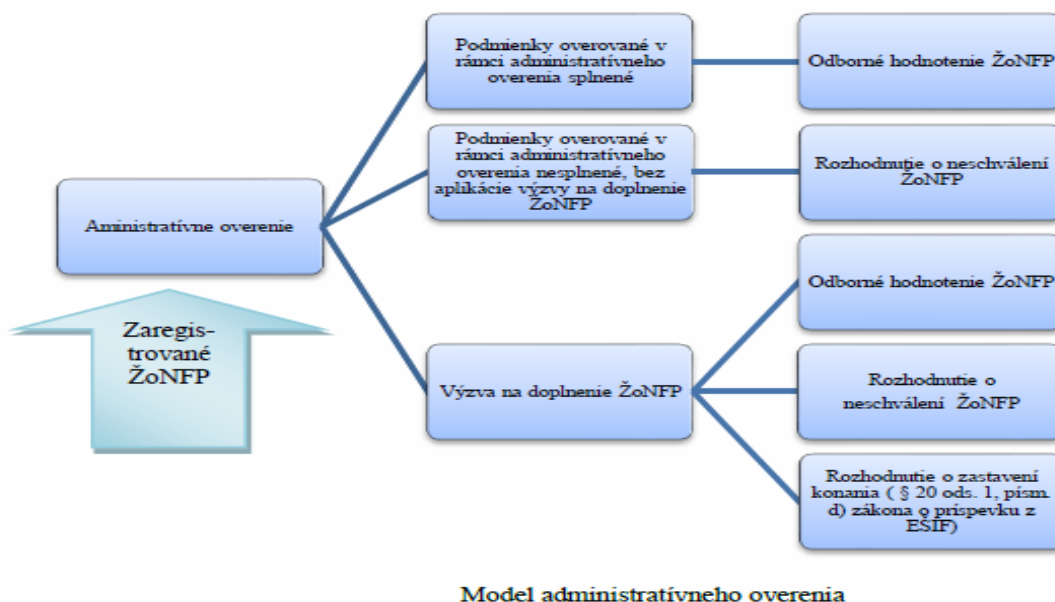 Podmienky overované v
rámci administratívneho
overenia splnené
Odborné hodnotenie ŽoNFP
Podmienky overované v
rámci administratívneho
overenia nesplnené, bez
aplikácie výzvy na doplnenie
ŽoNFP
Rozhodnutie o neschválení
ŽoNFP
Aministratívne overenie
Zaregis-
trované
ŽoNFP
Výzva na doplnenie ŽoNFP
Odborné hodnotenie ŽoNFP
Rozhodnutie o
neschválení ŽoNFP
Rozhodnutie o zastavení
konania ( § 20 ods. 1, písm.
d) zákona o príspevku z
EŠIF)
Model administratívneho overenia